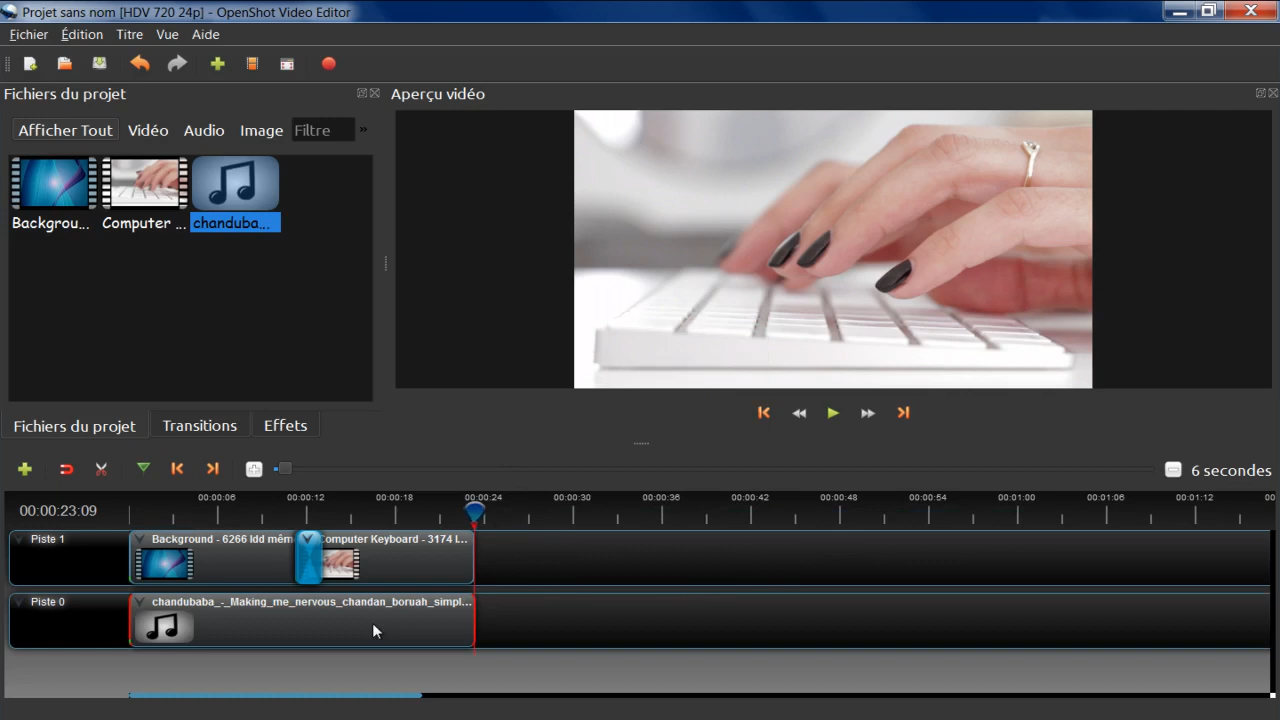 Projet sans nom [HDV 720 24p] - OpenShot Video Editor
Fichier Édition Titre Vue Aide
Fichiers du projet
Aperçu vidéo
Afficher Tout Vidéo Audio Image Filtre »
Backgrou... Computer ... chanduba...
Fichiers du projet Transitions Effets
6 secondes
00:00:23:09
00:00:06 00:00:12 00:00:18 00:00:24 00:00:30 00:00:36 00:00:42 00:00:48 00:00:54 00:01:00 00:01:06 00:01:12 00
Piste 1
Background - 6266 ldd mêm
Computer Keyboard - 3174 l...
Piste 0
chandubaba_-_Making_me_nervous_chandan_boruah_simpl...